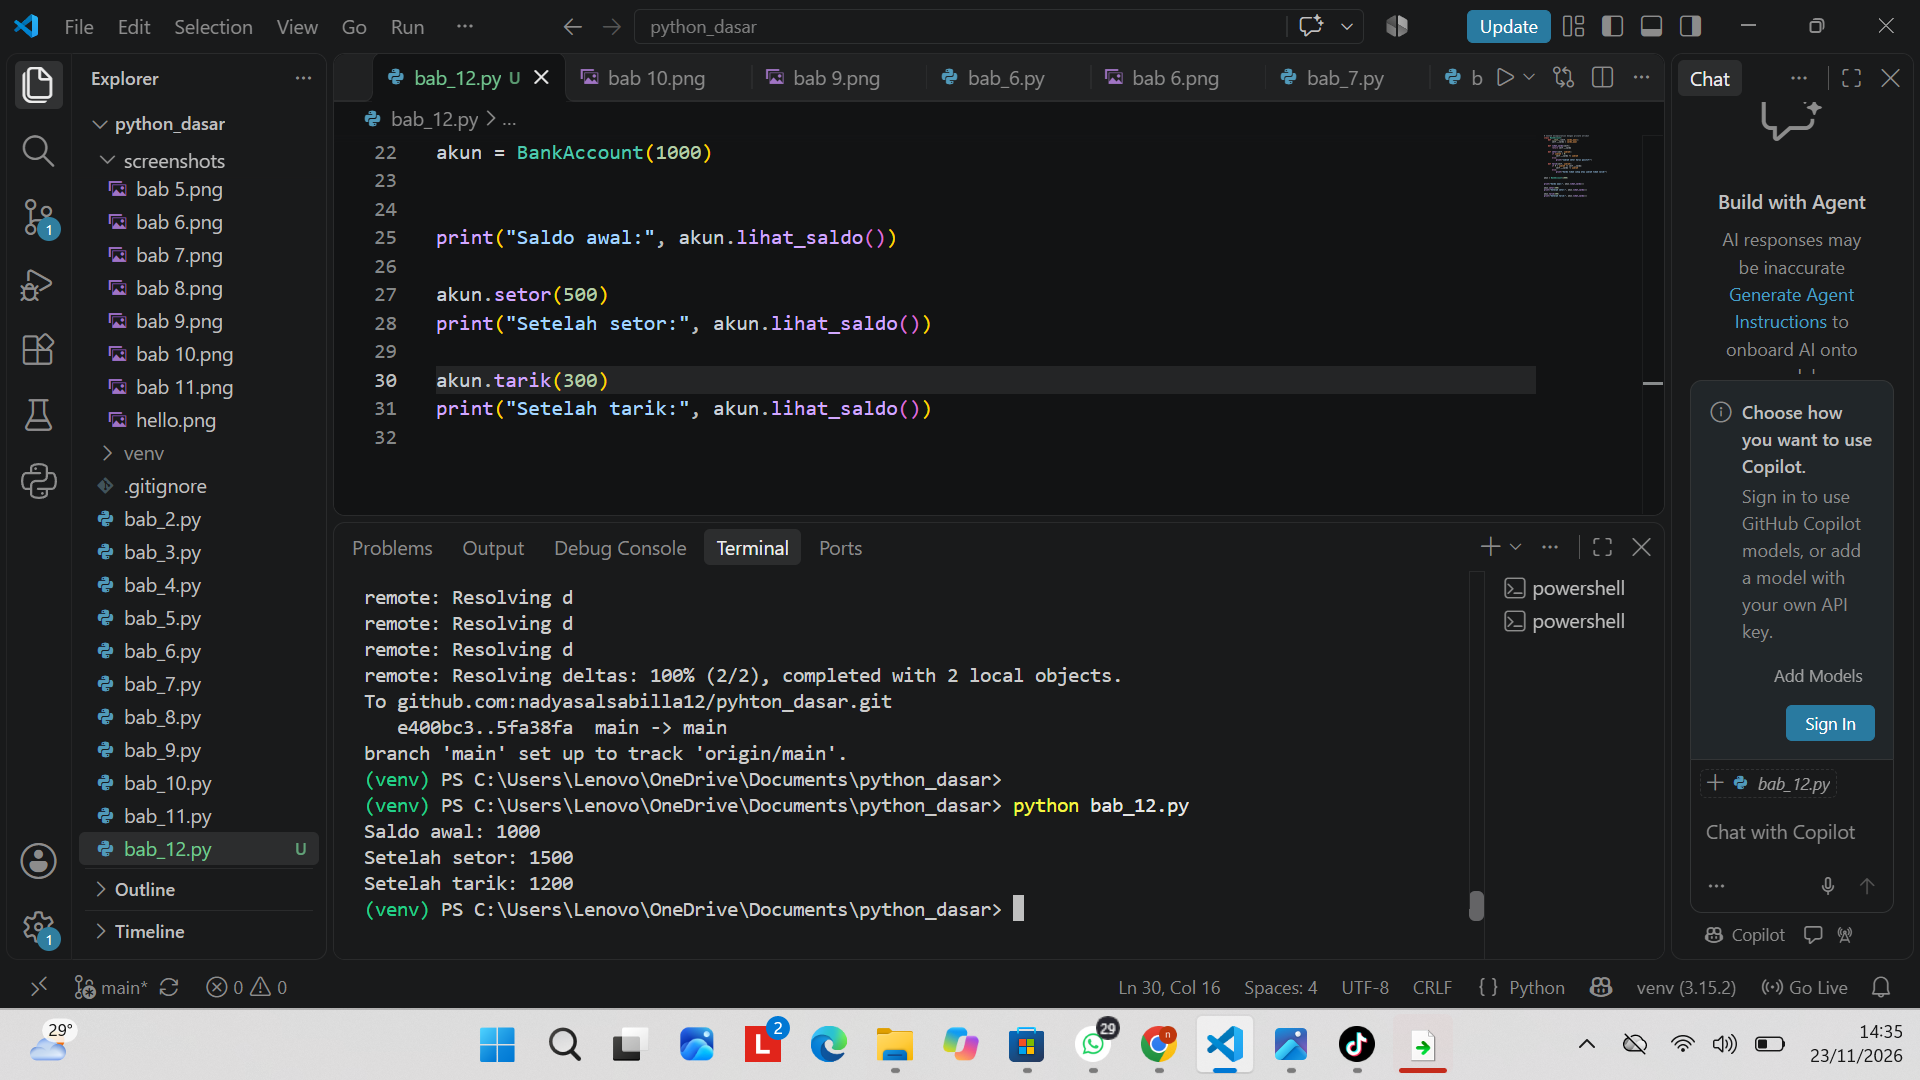 File Edit Selection View Go Run ...
python_dasar
Update
Explorer
python_dasar
screenshots
bab 5.png
bab 6.png
bab 7.png
bab 8.png
bab 9.png
bab 10.png
bab 11.png
hello.png
venv
.gitignore
bab_2.py
bab_3.py
bab_4.py
bab_5.py
bab_6.py
bab_7.py
bab_8.py
bab_9.py
bab_10.py
bab_11.py
bab_12.py U
Outline
Timeline
1
1
bab_12.py U bab 10.png bab 9.png bab_6.py bab 6.png bab_7.py b
bab_12.py > ...
22 akun = BankAccount(1000)
23
24
25 print("Saldo awal:", akun.lihat_saldo())
26
27 akun.setor(500)
28 print("Setelah setor:", akun.lihat_saldo())
29
30 akun.tarik(300)
31 print("Setelah tarik:", akun.lihat_saldo())
32
Problems Output Debug Console Terminal Ports
remote: Resolving d
remote: Resolving d
remote: Resolving d
remote: Resolving deltas: 100% (2/2), completed with 2 local objects.
To github.com:nadyasalsabilla12/pyhton_dasar.git
e400bc3..5fa38fa main -> main
branch 'main' set up to track 'origin/main'.
(venv) PS C:\Users\Lenovo\OneDrive\Documents\python_dasar>
(venv) PS C:\Users\Lenovo\OneDrive\Documents\python_dasar> python bab_12.py
Saldo awal: 1000
Setelah setor: 1500
Setelah tarik: 1200
(venv) PS C:\Users\Lenovo\OneDrive\Documents\python_dasar>
powershell
powershell
Chat
Build with Agent
AI responses may
be inaccurate
Generate Agent
Instructions to
onboard AI onto
Choose how
you want to use
Copilot.
Sign in to use
GitHub Copilot
models, or add
a model with
your own API
key.
Add Models
Sign In
bab_12.py
Chat with Copilot
Copilot
main* 0 0
Ln 30, Col 16 Spaces: 4 UTF-8 CRLF { } Python venv (3.15.2) Go Live
29°
L 2
29
n
14:35
23/11/2026